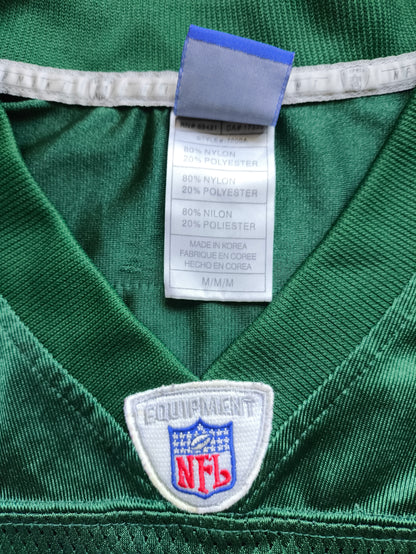 80% NYLON
20% POLYESTER
80% NYLON
20% POLYESTER
80% NILON
20% POLIESTER
MADE IN KOREA
FABRIQUE EN COREE
HECHO EN COREA
M/M/M
EQUIPMENT
NFL